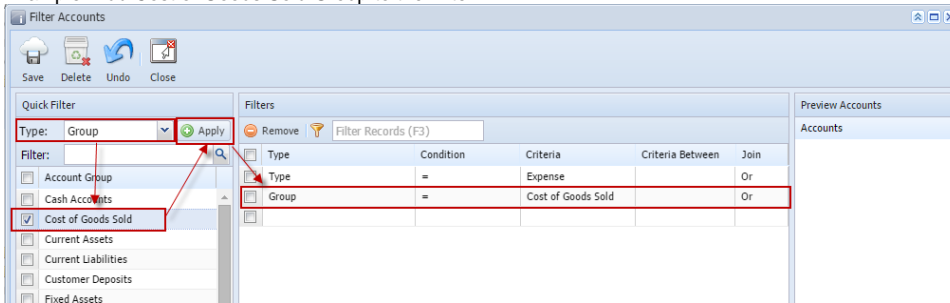 Filter Accounts
Save Delete Undo Close
Quick Filter
Type: Group Apply
Filter:
Account Group
Cash Accounts
Cost of Goods Sold
Current Assets
Current Liabilities
Customer Deposits
Fixed Assets
Filters
Remove Filter Records (F3)
Type Condition Criteria Criteria Between Join
Type = Expense Or
Group = Cost of Goods Sold Or
Preview Accounts
Accounts